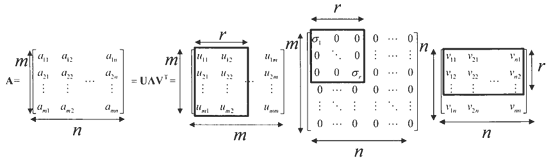 r r
A= m [ a₁₁ a₁₂ a₁ₙ = UΛVᵀ = m [ u₁₁ u₁₂ u₁ₘ m [ σ₁ 0 0 ⋯ 0 n [ v₁₁ v₂₁ vₙ₁ r
a₂₁ a₂₂ ⋯ a₂ₙ u₂₁ u₂₂ ⋯ u₂ₘ 0 ⋱ 0 ⋯ 0 v₁₂ v₂₂ ⋯ vₙ₂
⋮ ⋮ ⋮ ⋮ ⋮ ⋮ 0 0 σᵣ 0 ⋯ 0 ⋮ ⋮ ⋮
aₘ₁ aₘ₂ aₘₙ ] uₘ₁ uₘ₂ uₘₘ ] 0 0 0 0 ⋯ 0 v₁ₙ v₂ₙ vₙₙ ]
⋮ ⋮ ⋮ ⋮ ⋱ ⋮
0 0 0 0 ⋯ 0 ]
n m n n